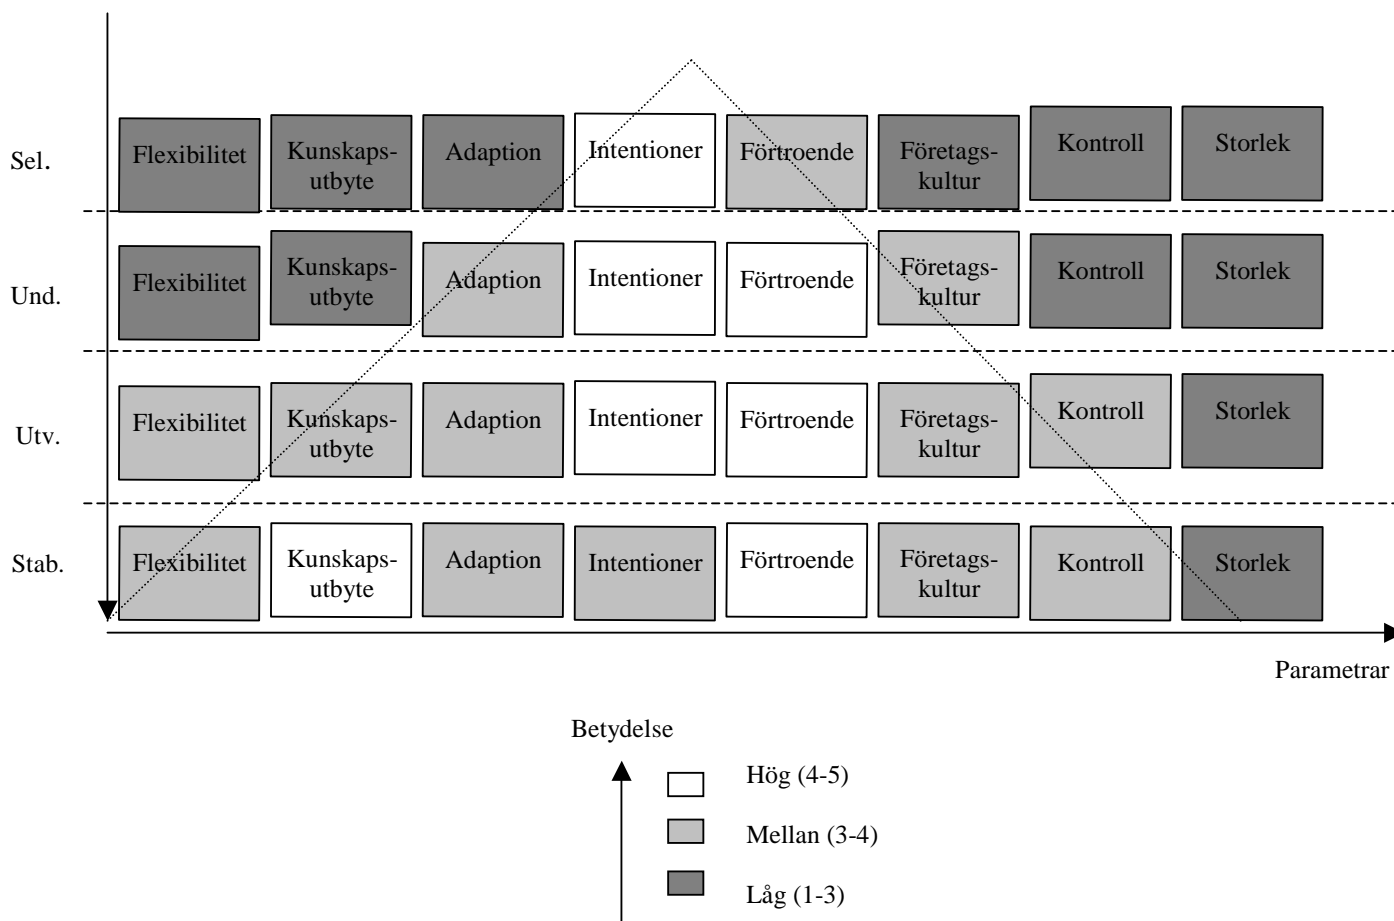 Sel.
Flexibilitet
Kunskaps-
utbyte
Adaption
Intentioner
Förtroende
Företags-
kultur
Kontroll
Storlek
Und.
Flexibilitet
Kunskaps-
utbyte
Adaption
Intentioner
Förtroende
Företags-
kultur
Kontroll
Storlek
Utv.
Flexibilitet
Kunskaps-
utbyte
Adaption
Intentioner
Förtroende
Företags-
kultur
Kontroll
Storlek
Stab.
Flexibilitet
Kunskaps-
utbyte
Adaption
Intentioner
Förtroende
Företags-
kultur
Kontroll
Storlek
Parametrar
Betydelse
Hög (4-5)
Mellan (3-4)
Låg (1-3)